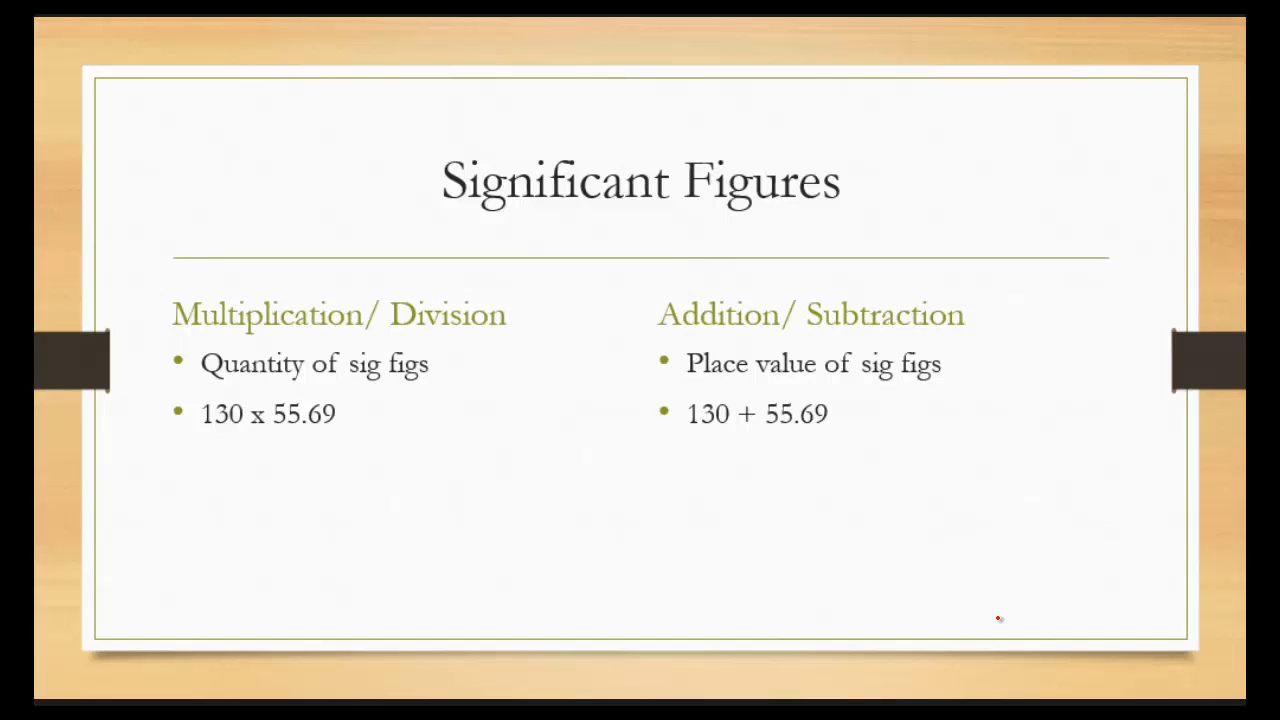 Significant Figures
Multiplication/ Division
• Quantity of sig figs
• 130 x 55.69
Addition/ Subtraction
• Place value of sig figs
• 130 + 55.69